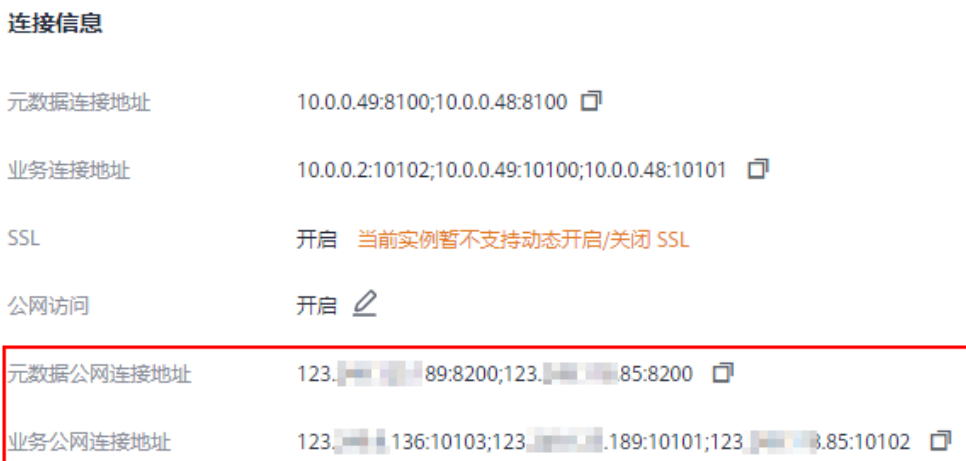 连接信息
元数据连接地址 10.0.0.49:8100;10.0.0.48:8100
业务连接地址 10.0.0.2:10102;10.0.0.49:10100;10.0.0.48:10101
SSL 开启 当前实例暂不支持动态开启/关闭 SSL
公网访问 开启
元数据公网连接地址 123. 89:8200;123. .85:8200
业务公网连接地址 123. .136:10103;123. .189:10101;123. .85:10102